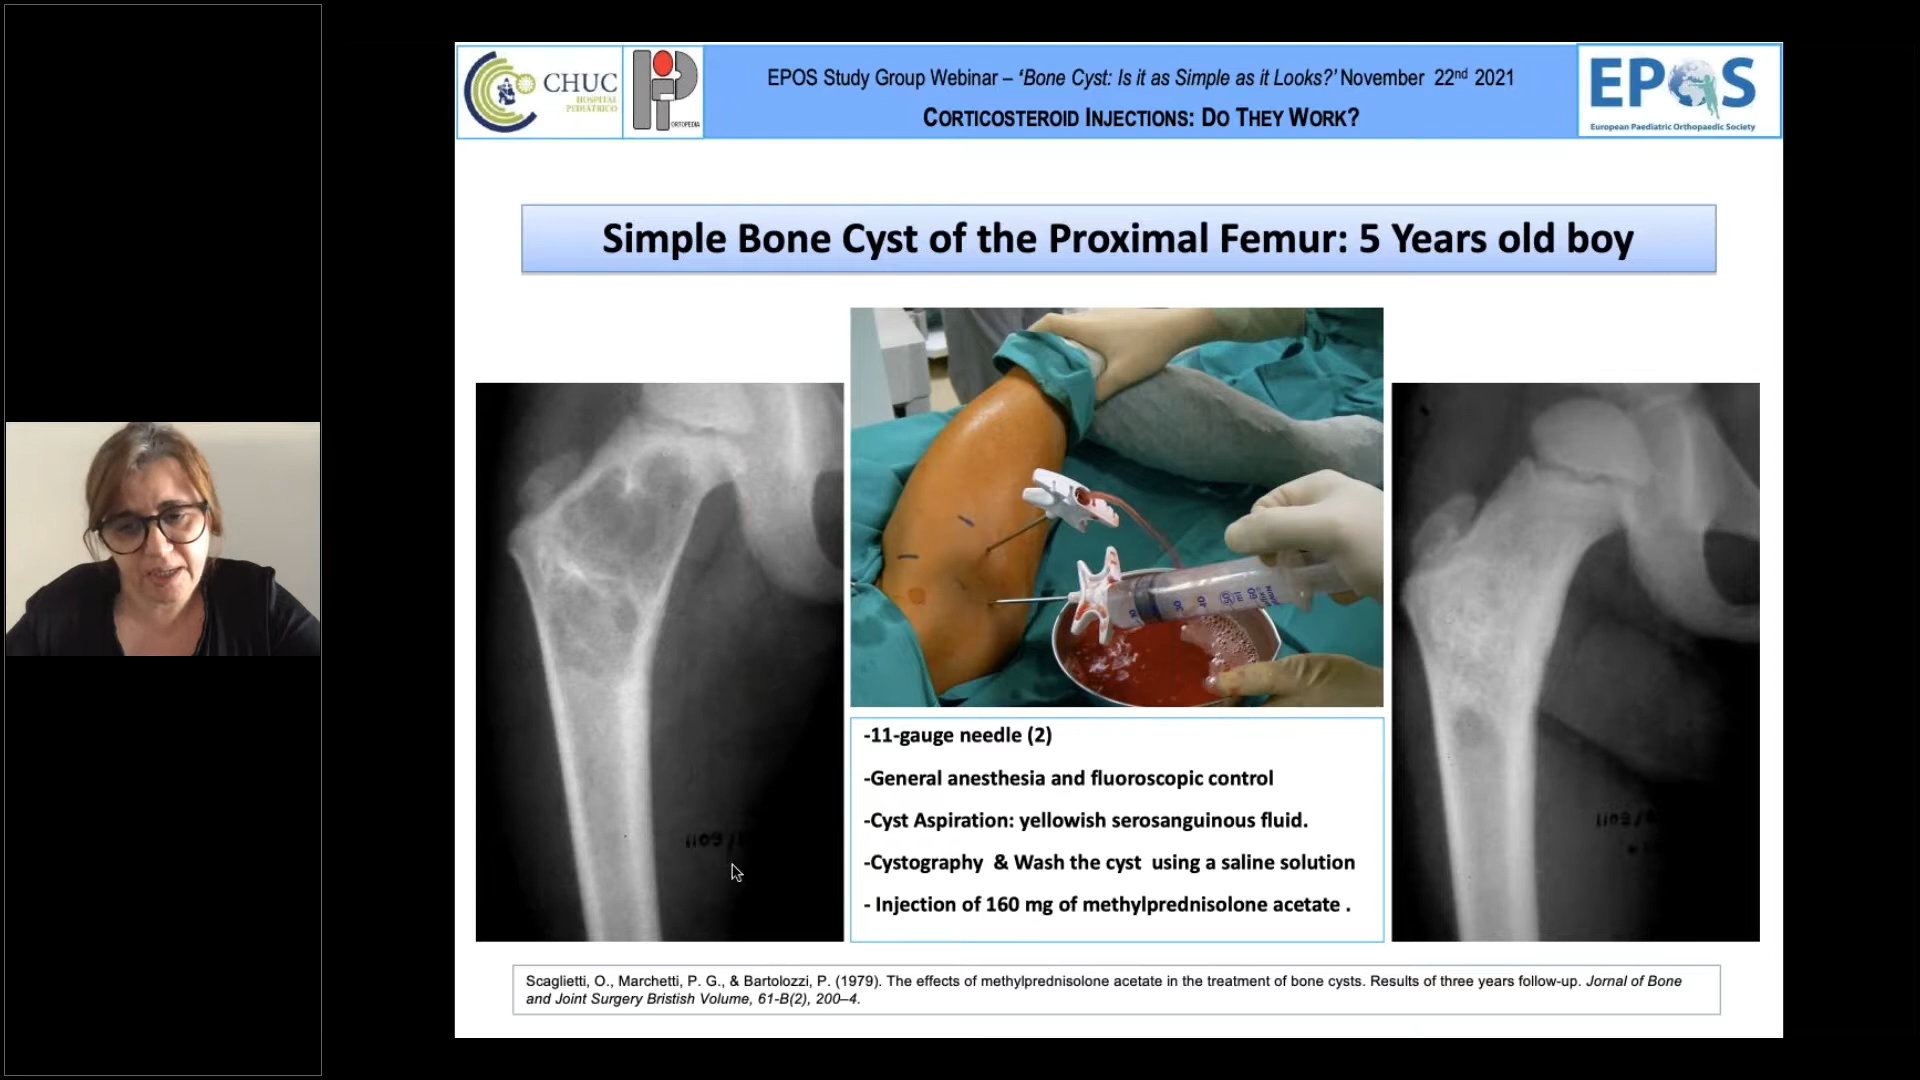 CHUC
HOSPITAL
PEDIÁTRICO
ORTOPEDIA
EPOS Study Group Webinar – ‘Bone Cyst: Is it as Simple as it Looks?’ November 22nd 2021
CORTICOSTEROID INJECTIONS: DO THEY WORK?
EPOS
European Paediatric Orthopaedic Society
Simple Bone Cyst of the Proximal Femur: 5 Years old boy
-11-gauge needle (2)
-General anesthesia and fluoroscopic control
-Cyst Aspiration: yellowish serosanguinous fluid.
-Cystography & Wash the cyst using a saline solution
- Injection of 160 mg of methylprednisolone acetate .
Scaglietti, O., Marchetti, P. G., & Bartolozzi, P. (1979). The effects of methylprednisolone acetate in the treatment of bone cysts. Results of three years follow-up. Jornal of Bone
and Joint Surgery Bristish Volume, 61-B(2), 200–4.